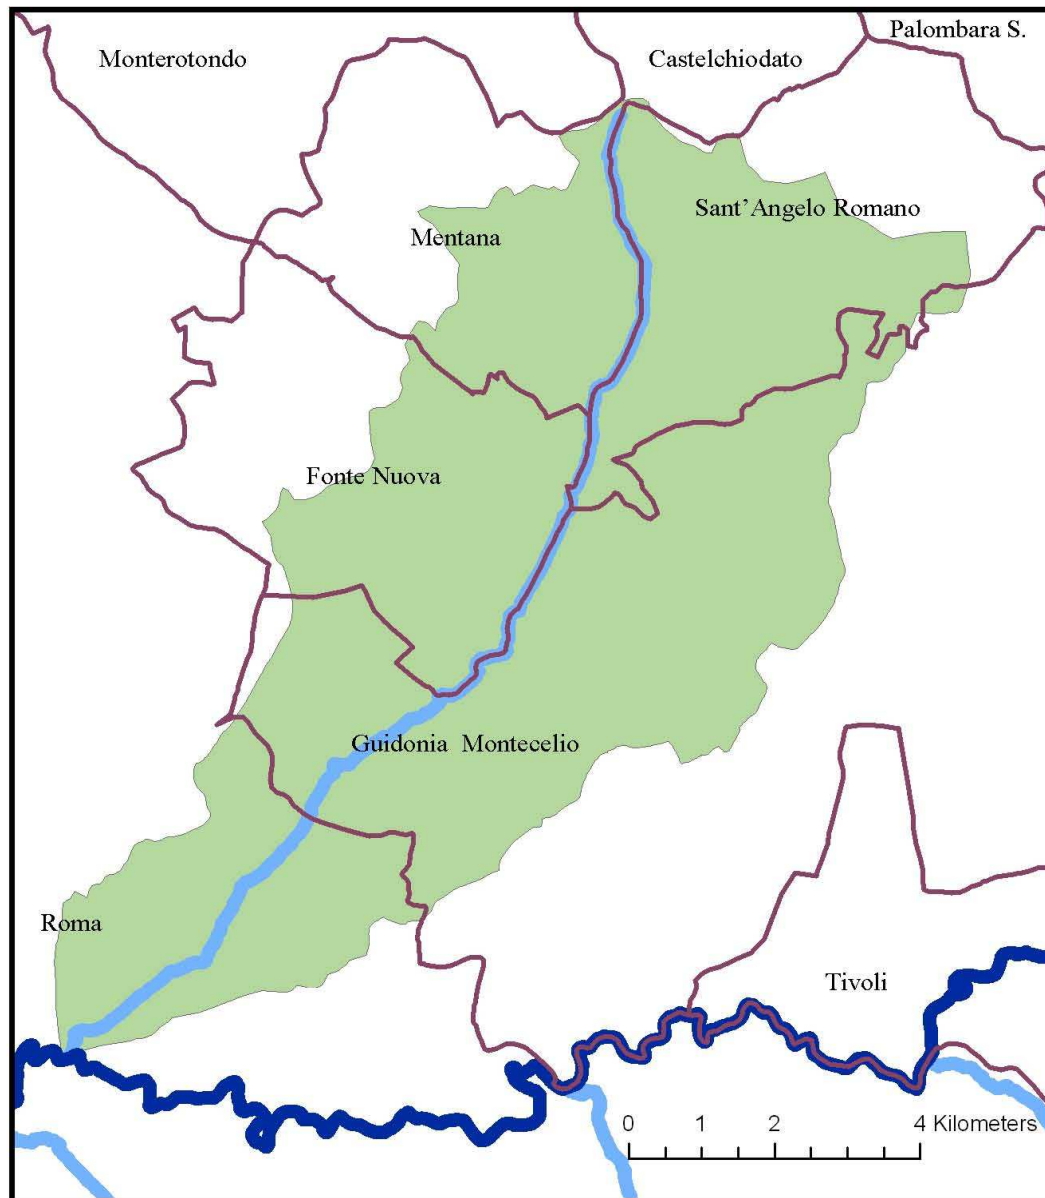 Palombara S.
Monterotondo
Castelchiodato
Sant'Angelo Romano
Mentana
Fonte Nuova
Guidonia Montecelio
Roma
Tivoli
0 1 2 4 Kilometers